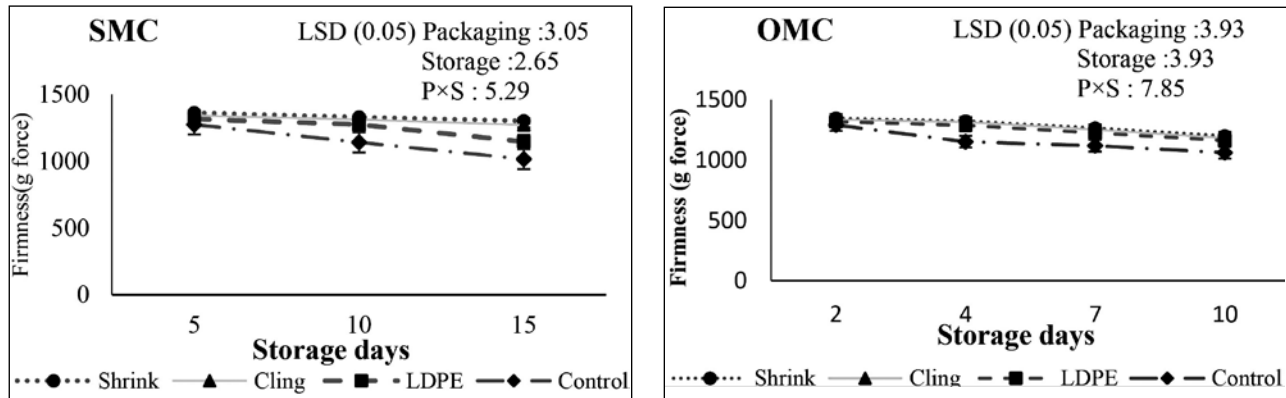 SMC
LSD (0.05) Packaging :3.05
Storage :2.65
P×S : 5.29
1500
1000
500
0
Firmness(g force)
5 10 15
Storage days
Shrink Cling LDPE Control
OMC
LSD (0.05) Packaging :3.93
Storage :3.93
P×S : 7.85
1500
1000
500
0
Firmness (g force)
2 4 7 10
Storage days
Shrink Cling LDPE Control